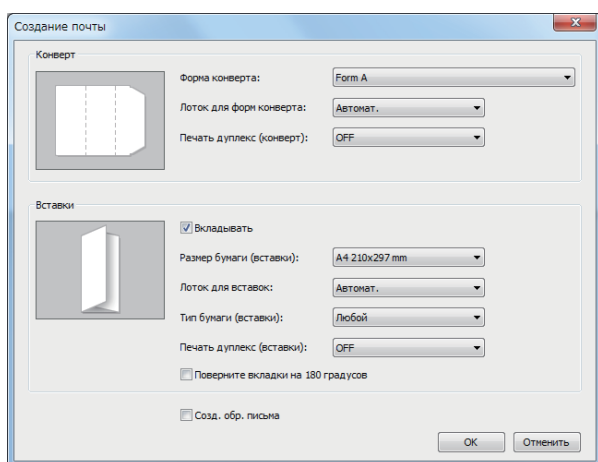 Создание почты
Конверт
Форма конверта: Form A
Лоток для форм конверта: Автомат.
Печать дуплекс (конверт): OFF
Вставки
Вкладывать
Размер бумаги (вставки): A4 210x297 mm
Лоток для вставок: Автомат.
Тип бумаги (вставки): Любой
Печать дуплекс (вставки): OFF
Поверните вкладки на 180 градусов
Созд. обр. письма
OK Отменить